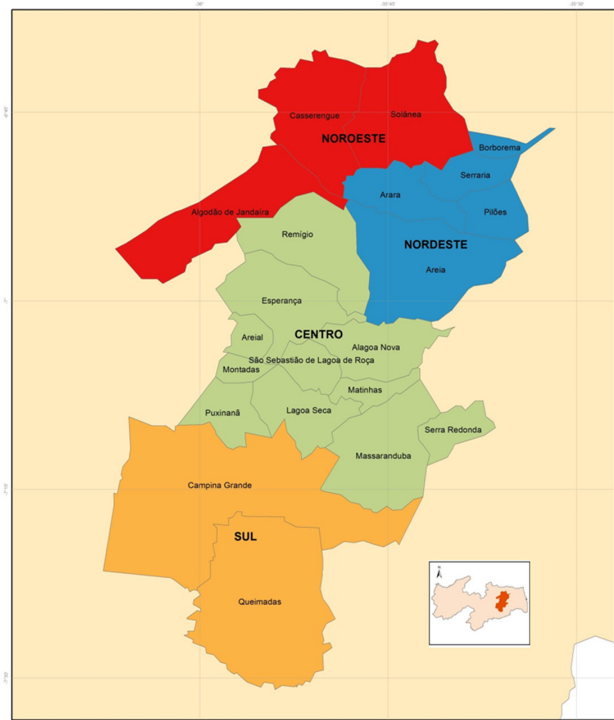 Casserengue
Solânea
NOROESTE
Borborema
Serraria
Arara
Pilões
Algodão de Jandaíra
Remígio
NORDESTE
Areia
Esperança
Areial
CENTRO
Alagoa Nova
São Sebastião de Lagoa de Roça
Montadas
Matinhas
Puxinanã
Lagoa Seca
Serra Redonda
Massaranduba
Campina Grande
SUL
Queimadas